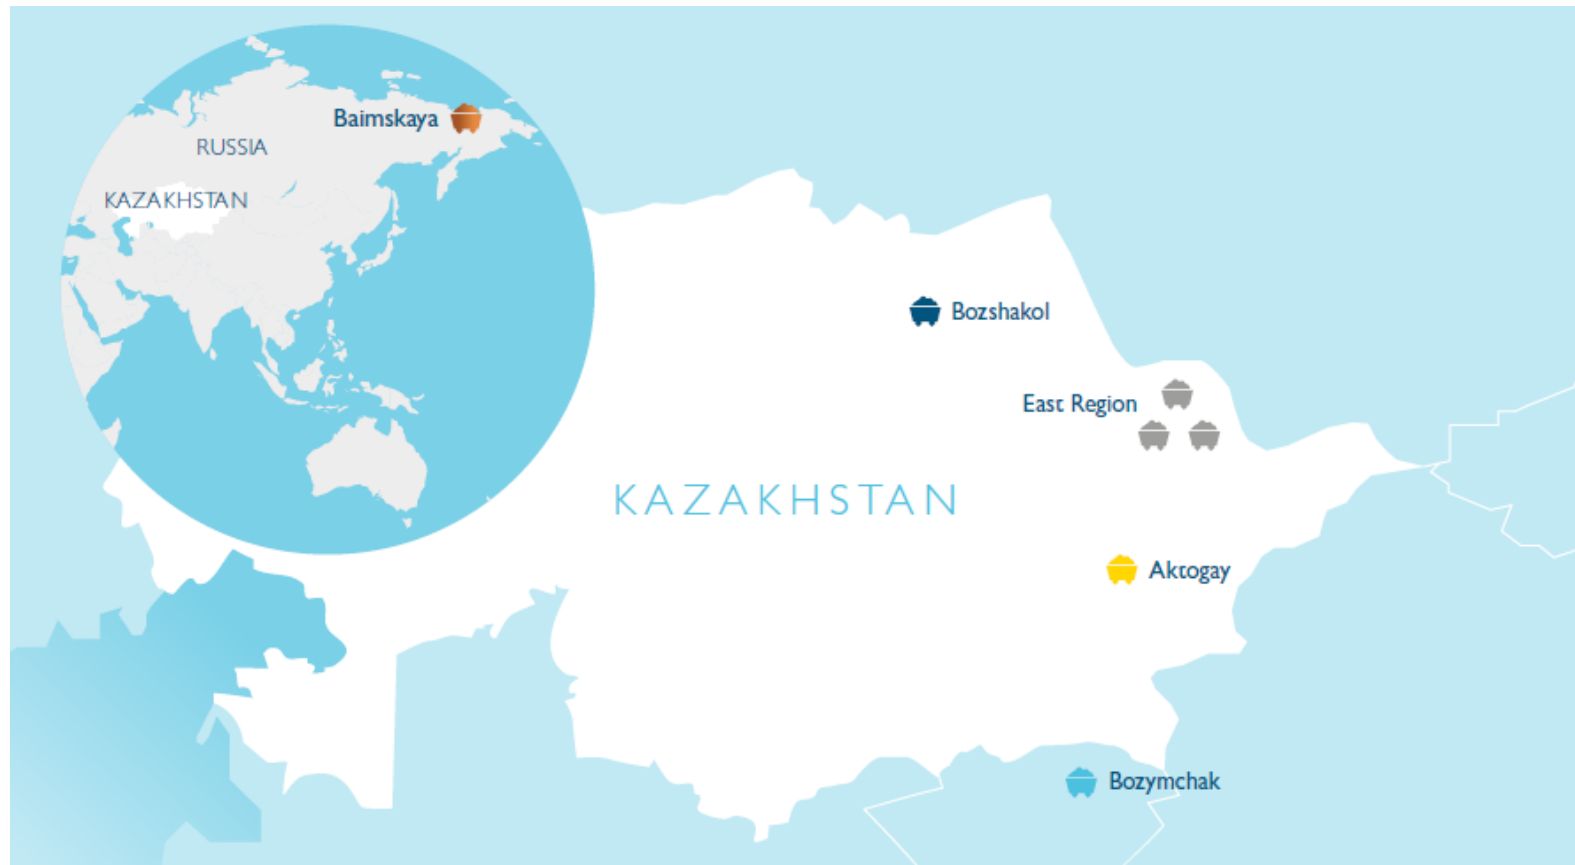 Baimskaya
RUSSIA
KAZAKHSTAN
Bozshakol
East Region
KAZAKHSTAN
Aktogay
Bozymchak